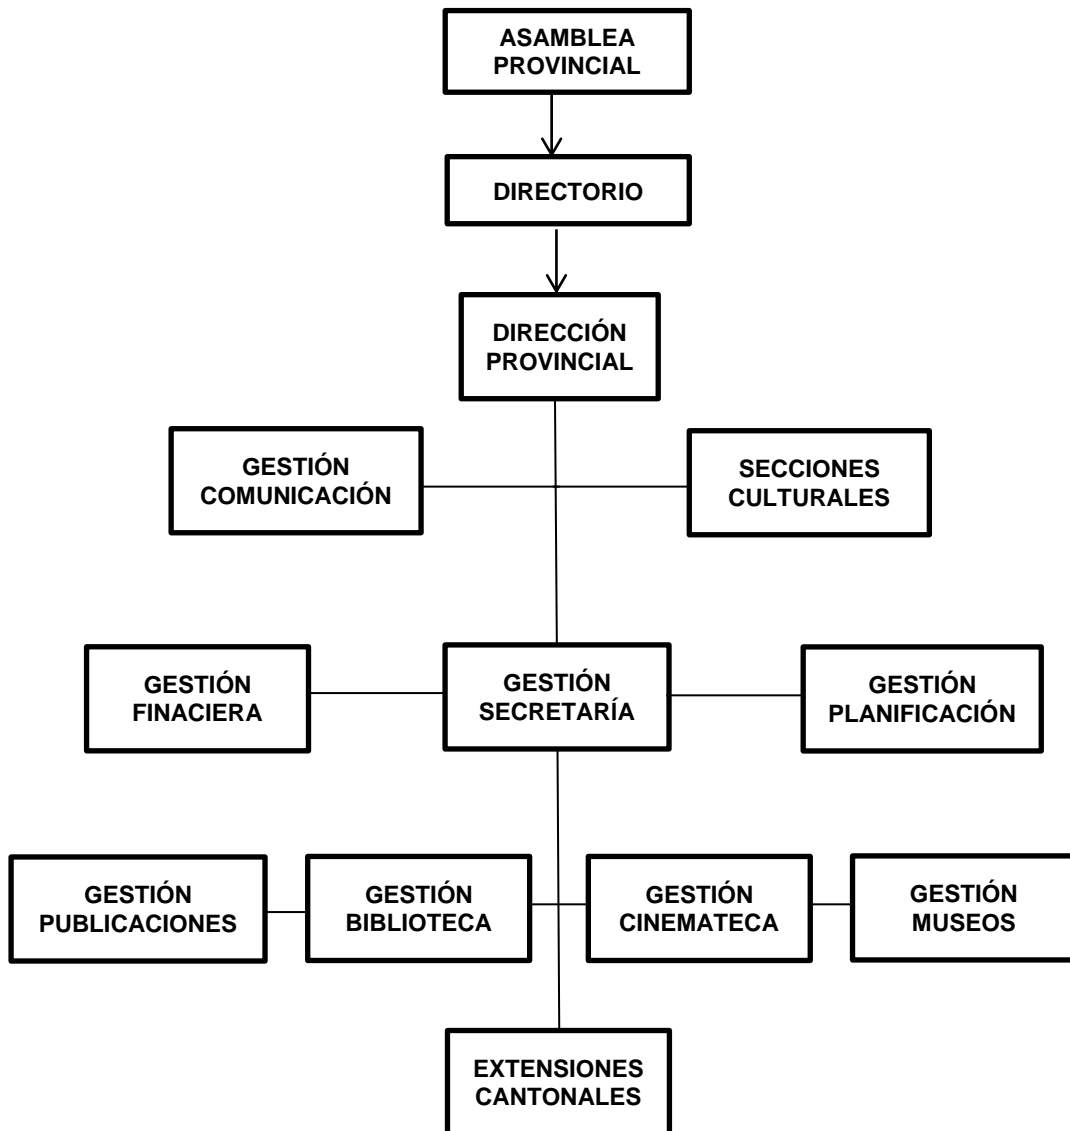 ASAMBLEA
PROVINCIAL
DIRECTORIO
DIRECCIÓN
PROVINCIAL
GESTIÓN
COMUNICACIÓN
SECCIONES
CULTURALES
GESTIÓN
FINACIERA
GESTIÓN
SECRETARÍA
GESTIÓN
PLANIFICACIÓN
GESTIÓN
PUBLICACIONES
GESTIÓN
BIBLIOTECA
GESTIÓN
CINEMATECA
GESTIÓN
MUSEOS
EXTENSIONES
CANTONALES